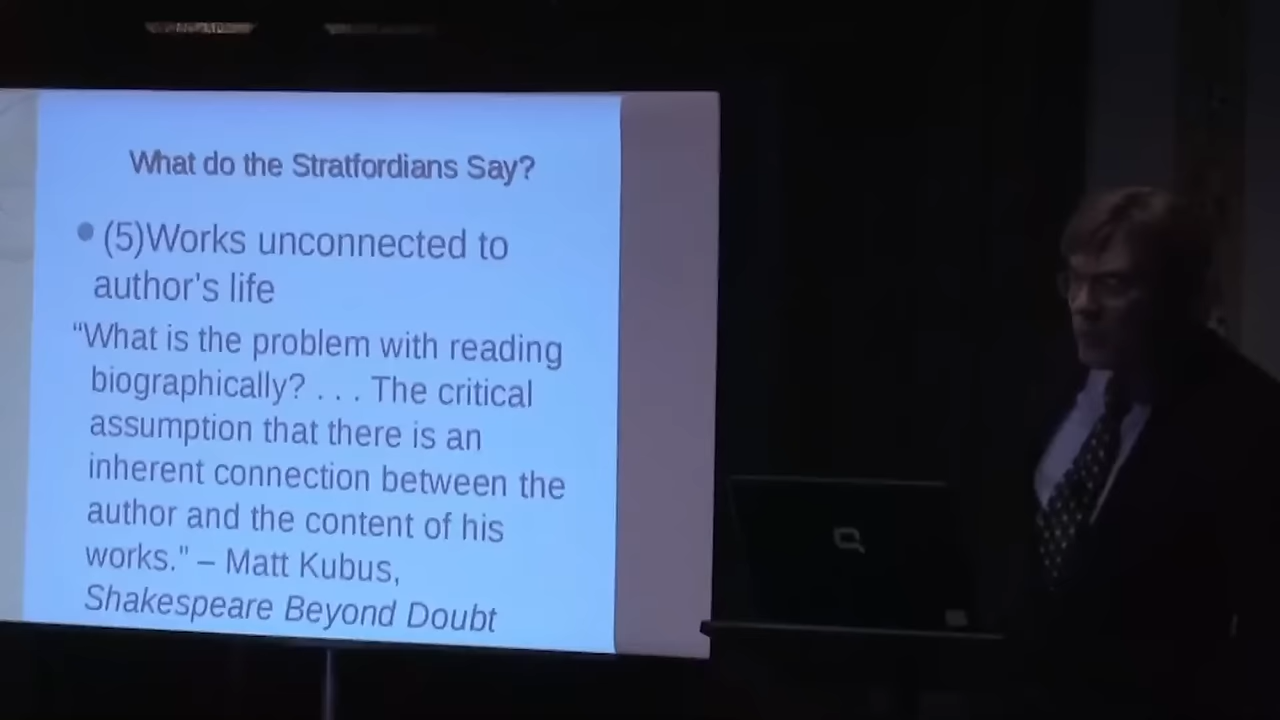 What do the Stratfordians Say?
(5)Works unconnected to
author's life
“What is the problem with reading
biographically? . . . The critical
assumption that there is an
inherent connection between the
author and the content of his
works." – Matt Kubus,
Shakespeare Beyond Doubt